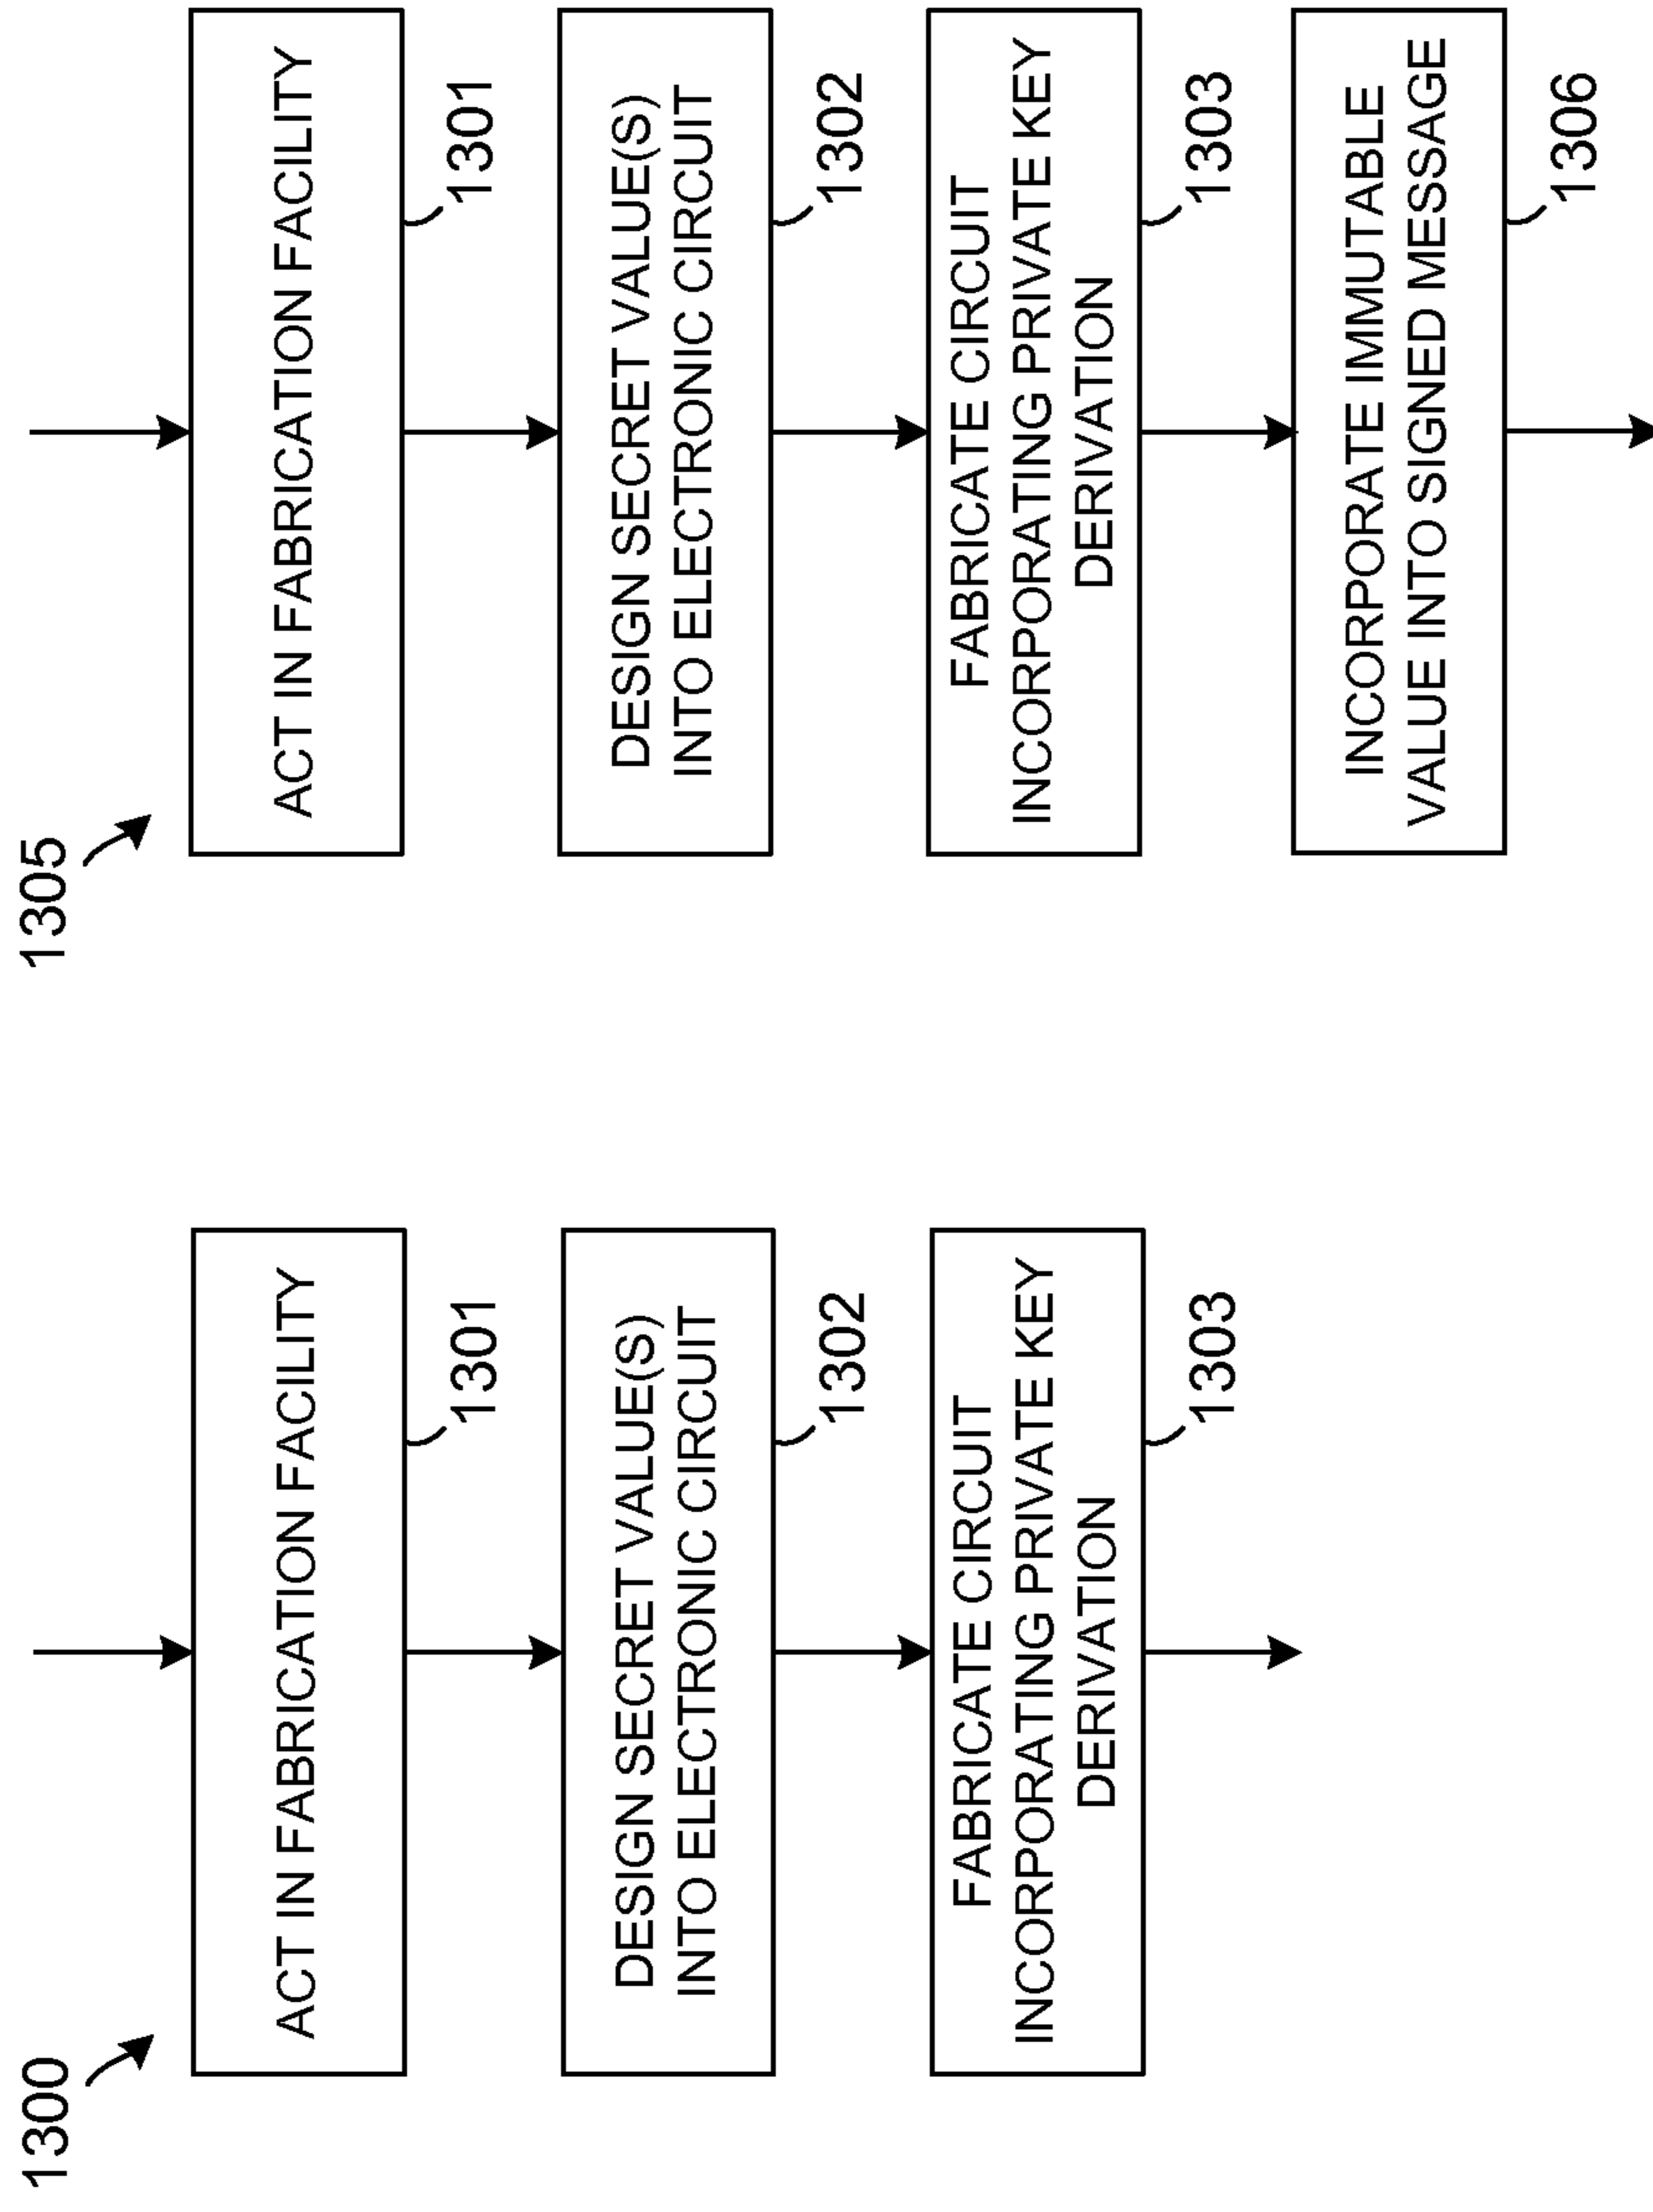 1300
ACT IN FABRICATION FACILITY
1301
DESIGN SECRET VALUE(S)
INTO ELECTRONIC CIRCUIT
1302
FABRICATE CIRCUIT
INCORPORATING PRIVATE KEY
DERIVATION
1303
1305
ACT IN FABRICATION FACILITY
1301
DESIGN SECRET VALUE(S)
INTO ELECTRONIC CIRCUIT
1302
FABRICATE CIRCUIT
INCORPORATING PRIVATE KEY
DERIVATION
1303
INCORPORATE IMMUTABLE
VALUE INTO SIGNED MESSAGE
1306